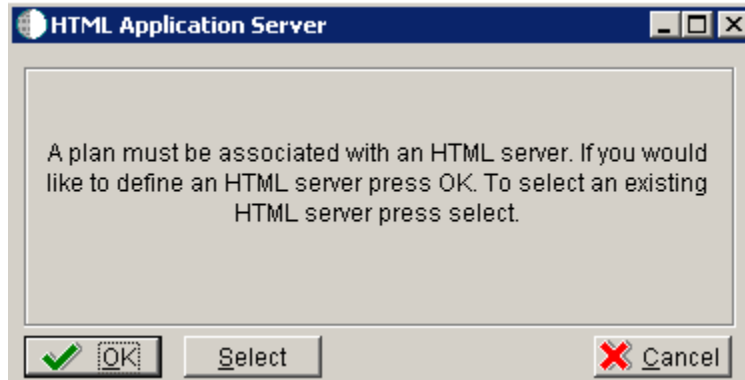 HTML Application Server
A plan must be associated with an HTML server. If you would
like to define an HTML server press OK. To select an existing
HTML server press select.
OK Select Cancel